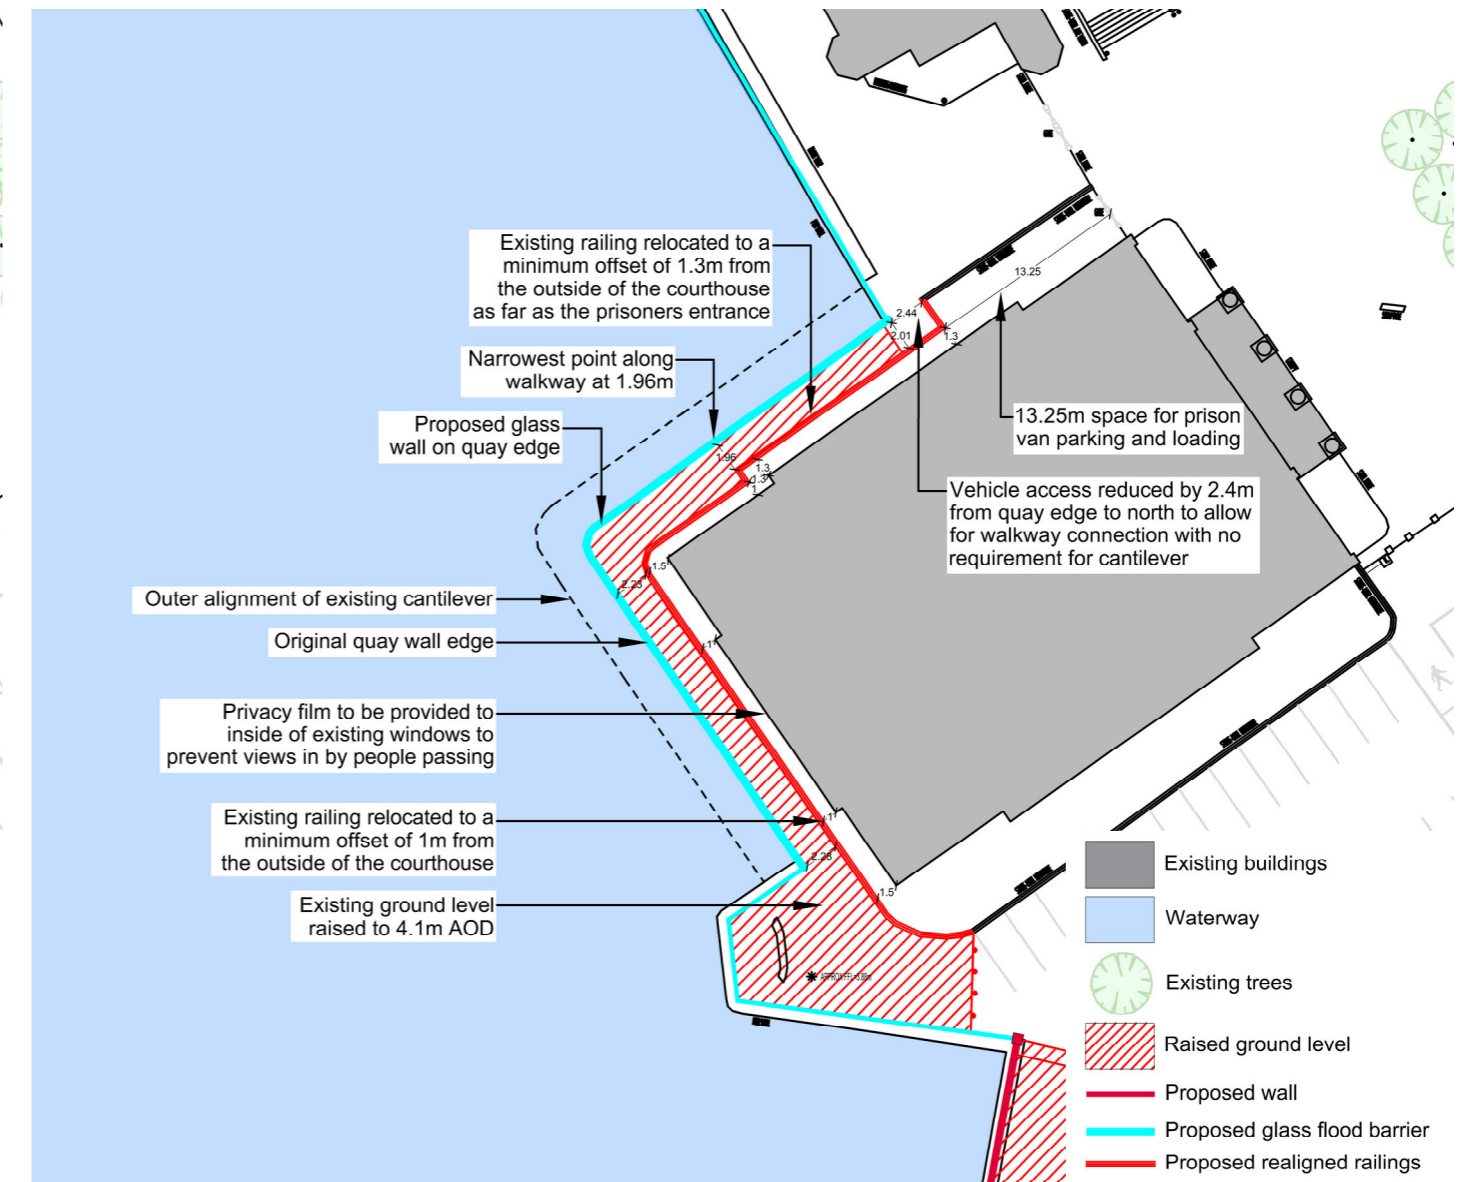 Existing railing relocated to a
minimum offset of 1.3m from
the outside of the courthouse
as far as the prisoners entrance
13.25
2.44
2.01
1.3
Narrowest point along
walkway at 1.96m
Proposed glass
wall on quay edge
13.25m space for prison
van parking and loading
1.96
1.3
1.3
1
Vehicle access reduced by 2.4m
from quay edge to north to allow
for walkway connection with no
requirement for cantilever
1.5
2.23
Outer alignment of existing cantilever
Original quay wall edge
1
Privacy film to be provided to
inside of existing windows to
prevent views in by people passing
Existing railing relocated to a
minimum offset of 1m from
the outside of the courthouse
1
2.28
1.5
Existing ground level
raised to 4.1m AOD
Existing buildings
Waterway
Existing trees
Raised ground level
Proposed wall
Proposed glass flood barrier
Proposed realigned railings